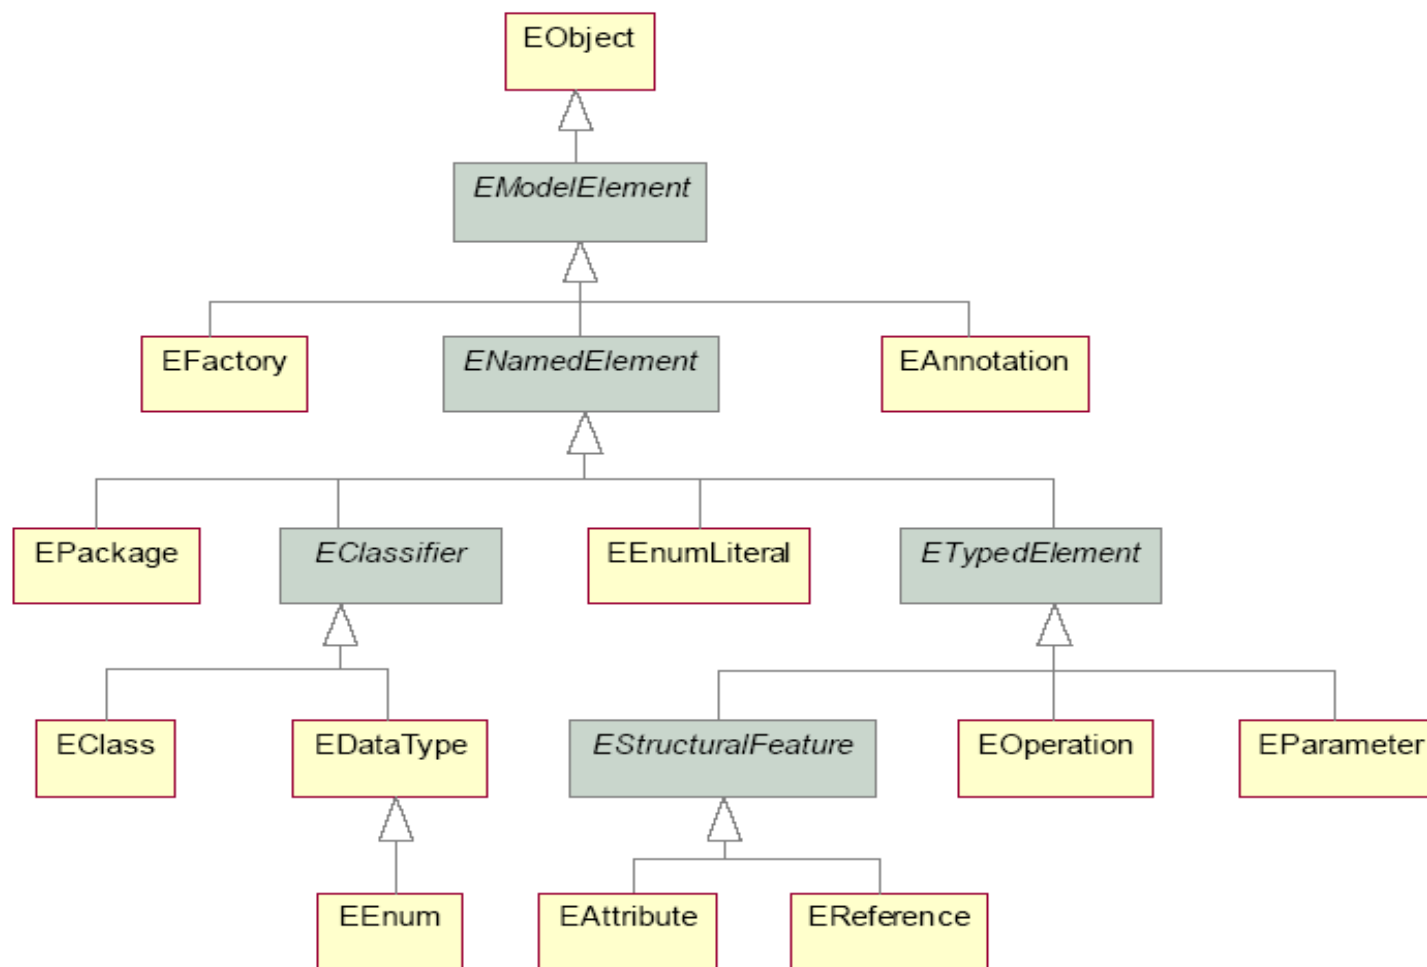 EObject
EModelElement
EFactory
ENamedElement
EAnnotation
EPackage
EClassifier
EEnumLiteral
ETypedElement
EClass
EDataType
EStructuralFeature
EOperation
EParameter
EEnum
EAttribute
EReference